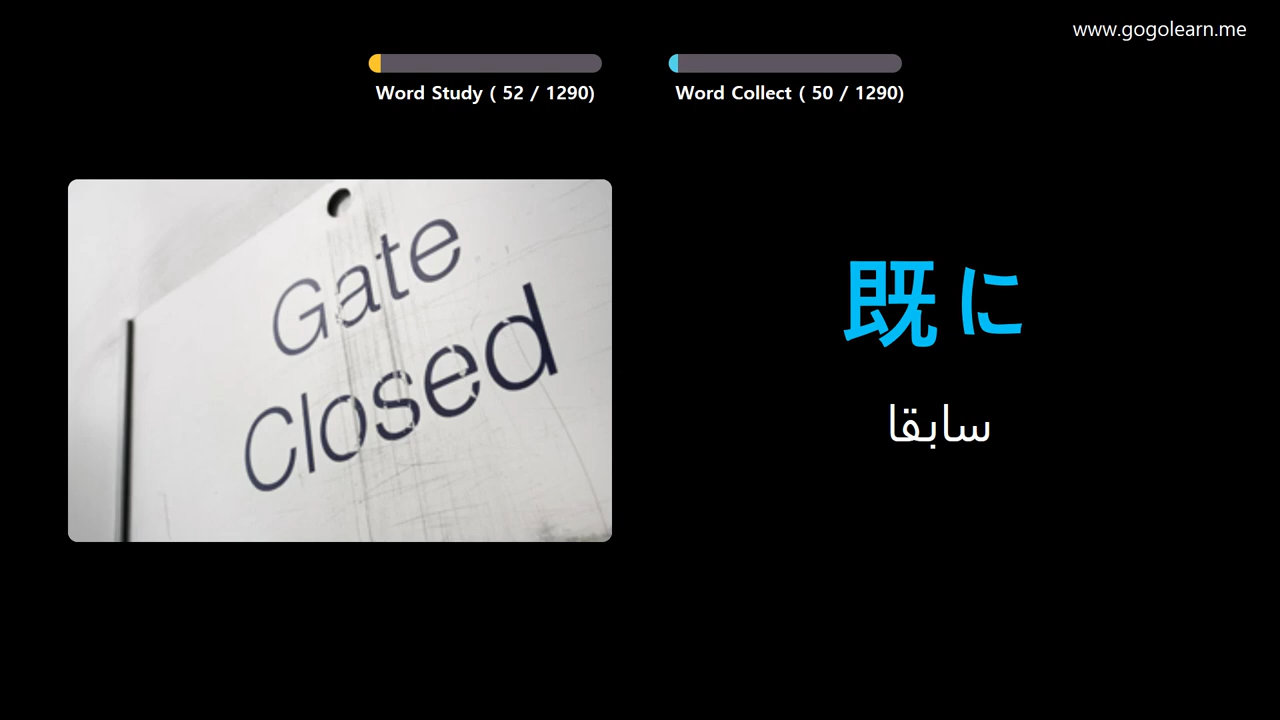 www.gogolearn.me
Word Study ( 52 / 1290)
Word Collect ( 50 / 1290)
Gate
Closed
既に
سابقا